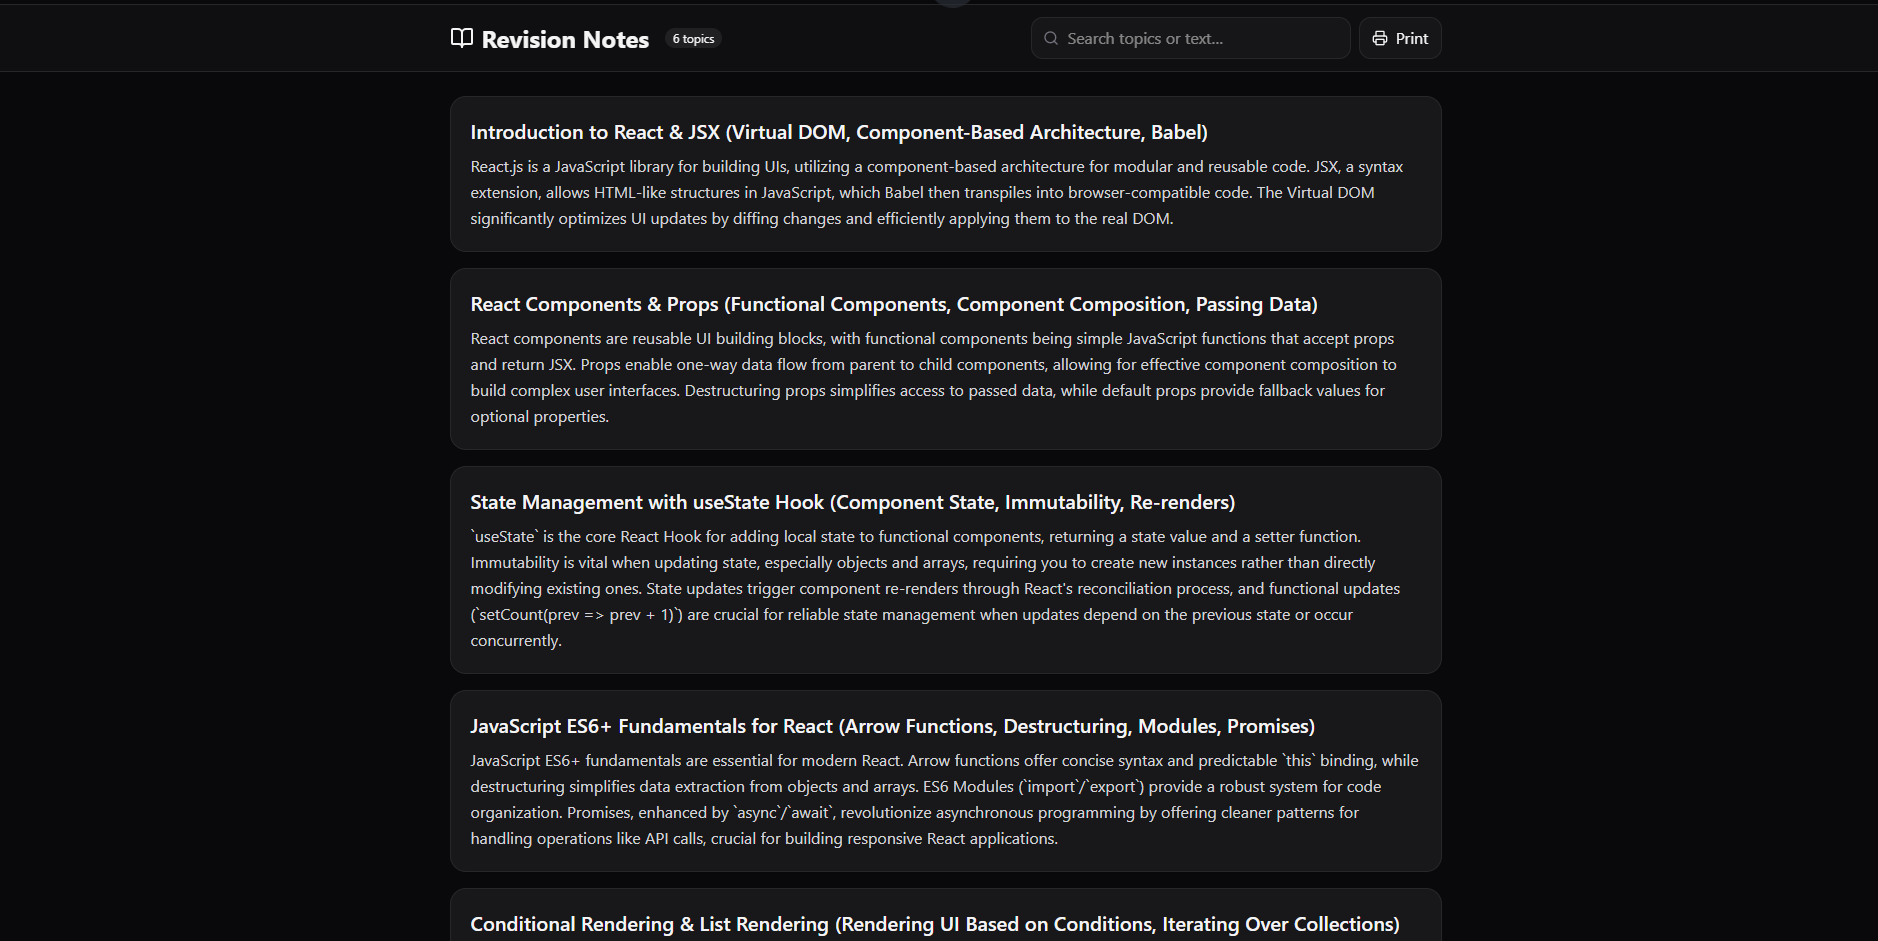 Revision Notes
6 topics
Search topics or text...
Print
Introduction to React & JSX (Virtual DOM, Component-Based Architecture, Babel)
React.js is a JavaScript library for building UIs, utilizing a component-based architecture for modular and reusable code. JSX, a syntax
extension, allows HTML-like structures in JavaScript, which Babel then transpiles into browser-compatible code. The Virtual DOM
significantly optimizes UI updates by diffing changes and efficiently applying them to the real DOM.
React Components & Props (Functional Components, Component Composition, Passing Data)
React components are reusable UI building blocks, with functional components being simple JavaScript functions that accept props
and return JSX. Props enable one-way data flow from parent to child components, allowing for effective component composition to
build complex user interfaces. Destructuring props simplifies access to passed data, while default props provide fallback values for
optional properties.
State Management with useState Hook (Component State, Immutability, Re-renders)
`useState` is the core React Hook for adding local state to functional components, returning a state value and a setter function.
Immutability is vital when updating state, especially objects and arrays, requiring you to create new instances rather than directly
modifying existing ones. State updates trigger component re-renders through React's reconciliation process, and functional updates
(`setCount(prev => prev + 1)`) are crucial for reliable state management when updates depend on the previous state or occur
concurrently.
JavaScript ES6+ Fundamentals for React (Arrow Functions, Destructuring, Modules, Promises)
JavaScript ES6+ fundamentals are essential for modern React. Arrow functions offer concise syntax and predictable `this` binding, while
destructuring simplifies data extraction from objects and arrays. ES6 Modules (`import`/`export`) provide a robust system for code
organization. Promises, enhanced by `async`/`await`, revolutionize asynchronous programming by offering cleaner patterns for
handling operations like API calls, crucial for building responsive React applications.
Conditional Rendering & List Rendering (Rendering UI Based on Conditions, Iterating Over Collections)